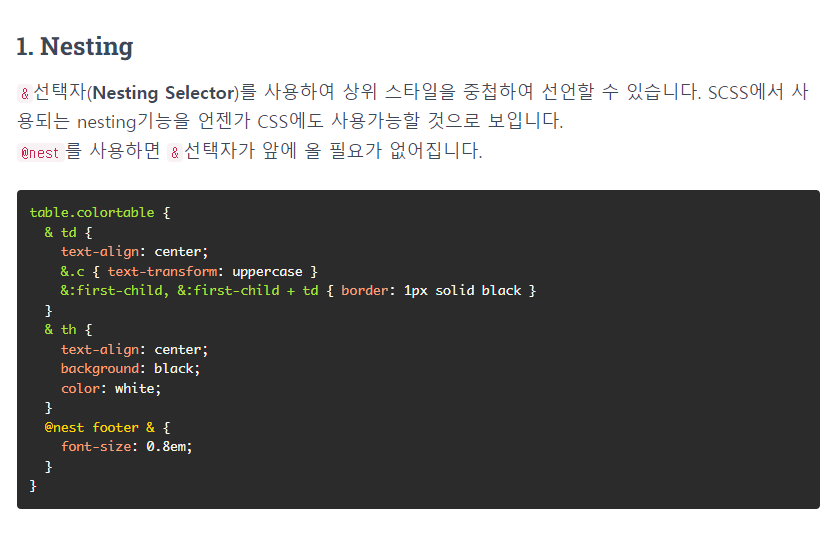 1. Nesting
&선택자(Nesting Selector)를 사용하여 상위 스타일을 중첩하여 선언할 수 있습니다. SCSS에서 사
용되는 nesting기능을 언젠가 CSS에도 사용가능할 것으로 보입니다.
@nest를 사용하면 &선택자가 앞에 올 필요가 없어집니다.
table.colortable {
  & td {
    text-align: center;
    &.c { text-transform: uppercase }
    &:first-child, &:first-child + td { border: 1px solid black }
  }
  & th {
    text-align: center;
    background: black;
    color: white;
  }
  @nest footer & {
    font-size: 0.8em;
  }
}